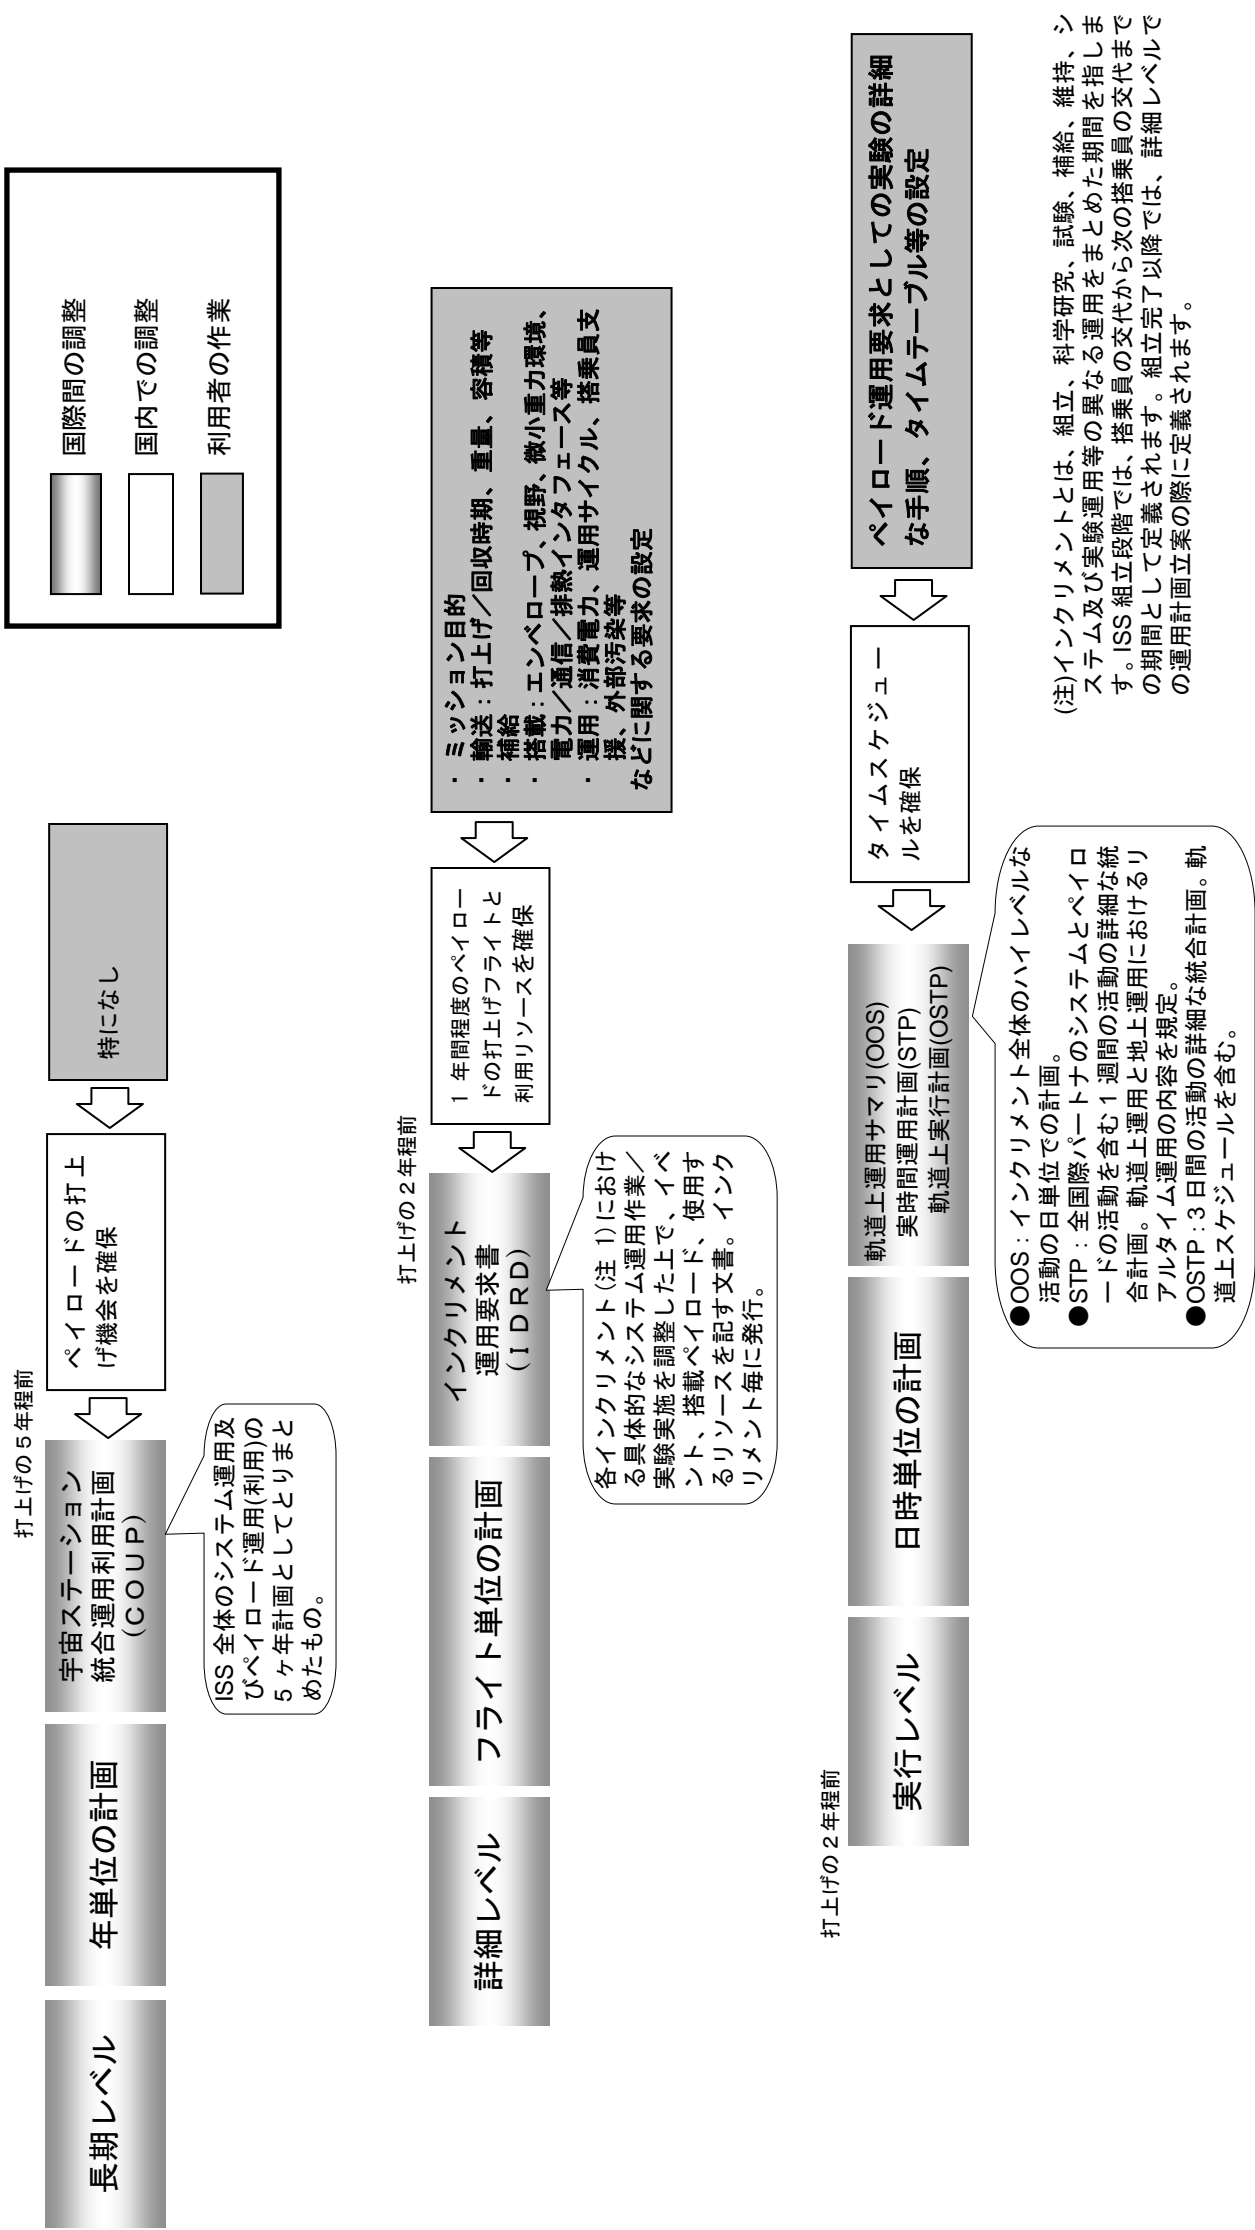 打上げの５年程前
長期レベル
年単位の計画
宇宙ステーション
統合運用利用計画
（ＣＯＵＰ）
ペイロードの打上
げ機会を確保
特になし
ISS 全体のシステム運用及
びペイロード運用(利用)の
5 ヶ年計画としてとりまと
めたもの。
国際間の調整
国内での調整
利用者の作業
打上げの２年程前
詳細レベル
フライト単位の計画
インクリメント
運用要求書
（ＩＤＲＤ）
1 年間程度のペイロー
ドの打上げフライトと
利用リソースを確保
・ ミッション目的
・ 輸送：打上げ／回収時期、重量、容積等
・ 補給
・ 搭載：エンベロープ、視野、微小重力環境、
電力／通信／排熱インタフェース等
・ 運用：消費電力、運用サイクル、搭乗員支
援、外部汚染等
などに関する要求の設定
各インクリメント(注 1)におけ
る具体的なシステム運用作業／
実験実施を調整した上で、イベ
ント、搭載ペイロード、使用す
るリソースを記す文書。インク
リメント毎に発行。
打上げの２年程前
実行レベル
日時単位の計画
軌道上運用サマリ(OOS)
実時間運用計画(STP)
軌道上実行計画(OSTP)
タイムスケジュー
ルを確保
ペイロード運用要求としての実験の詳細
な手順、タイムテーブル等の設定
●OOS：インクリメント全体のハイレベルな
活動の日単位での計画。
●STP：全国際パートナのシステムとペイロ
ードの活動を含む 1 週間の活動の詳細な統
合計画。軌道上運用と地上運用におけるリ
アルタイム運用の内容を規定。
●OSTP：3 日間の活動の詳細な統合計画。軌
道上スケジュールを含む。
(注)インクリメントとは、組立、科学研究、試験、補給、維持、シ
ステム及び実験運用等の異なる運用をまとめた期間を指しま
す。ISS 組立段階では、搭乗員の交代から次の搭乗員の交代まで
の期間として定義されます。組立完了以降では、詳細レベルで
の運用計画立案の際に定義されます。